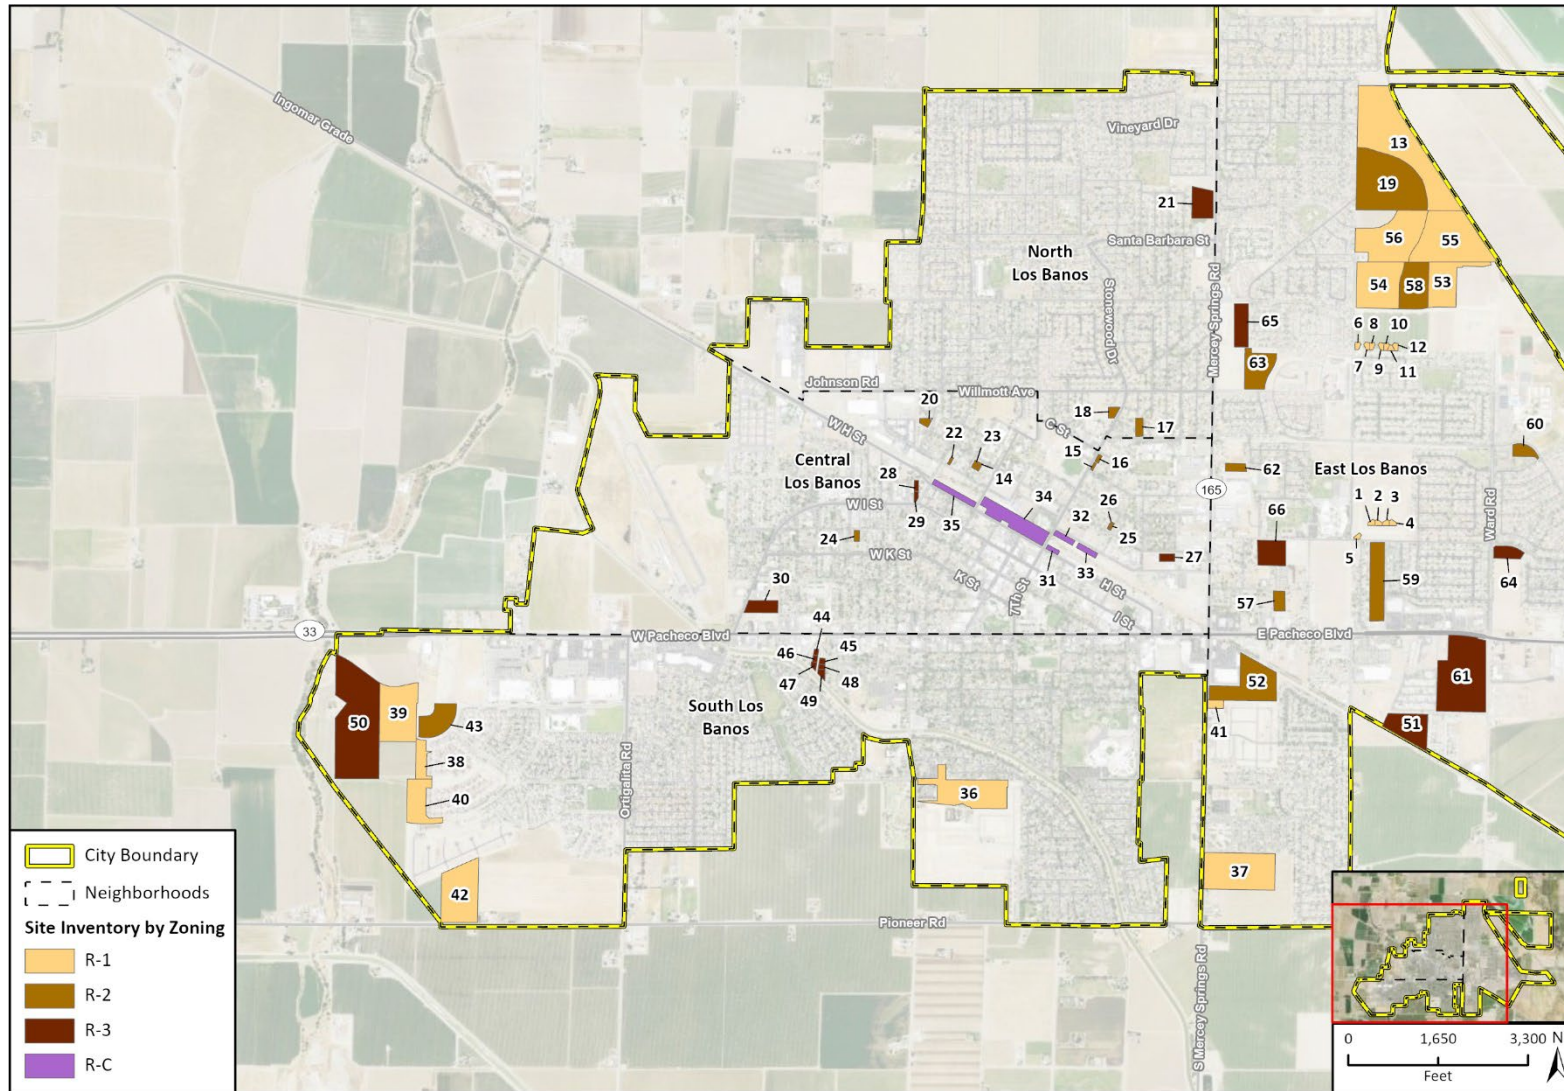 Ingomar Grade
Vineyard Dr
13
19
21
Santa Barbara St
North
Los Banos
56
55
Stonewood Dr
Mercey Springs Rd
54
58
53
65
6
8
10
12
7
9
11
63
Johnson Rd
Willmott Ave
20
18
17
W H St
C St
60
22
23
15
16
Central
Los Banos
14
62
East Los Banos
28
165
Ward Rd
W I St
29
35
34
32
26
25
1
2
3
4
66
5
24
W K St
K St
31
33
27
64
7Th St
H St
I St
30
57
59
33
W Pacheco Blvd
E Pacheco Blvd
44
46
45
47
48
49
52
61
South Los
Banos
50
39
43
41
51
38
Ortigalita Rd
40
36
42
37
Pioneer Rd
S Mercey Springs Rd
City Boundary
Neighborhoods
Site Inventory by Zoning
R-1
R-2
R-3
R-C
0
1,650
3,300
N
Feet